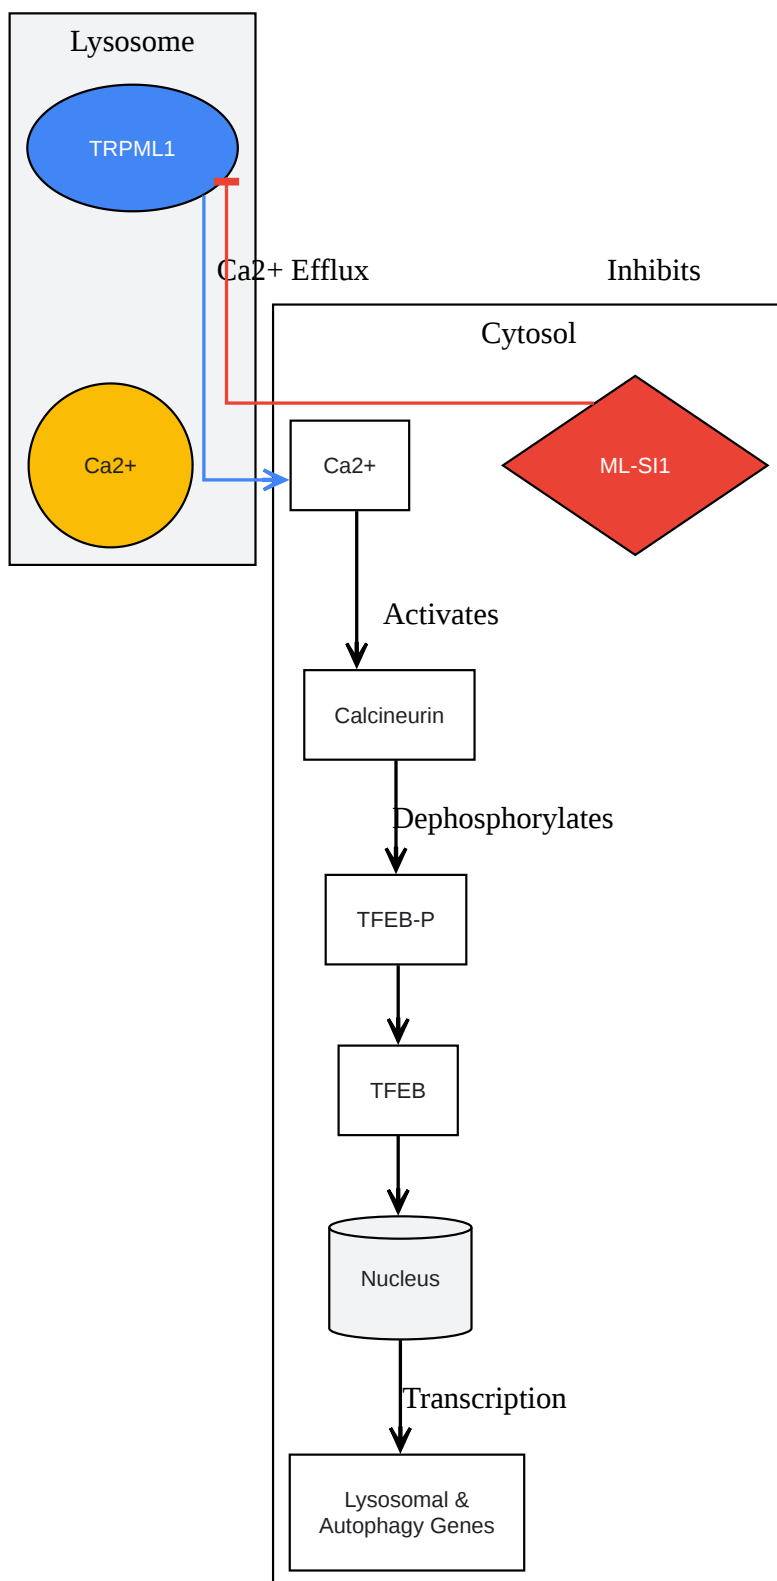 Lysosome
TRPML1
Ca2+ Efflux
Inhibits
Cytosol
Ca2+
Ca2+
ML-SI1
Activates
Calcineurin
Dephosphorylates
TFEB-P
TFEB
Nucleus
Transcription
Lysosomal &
Autophagy Genes